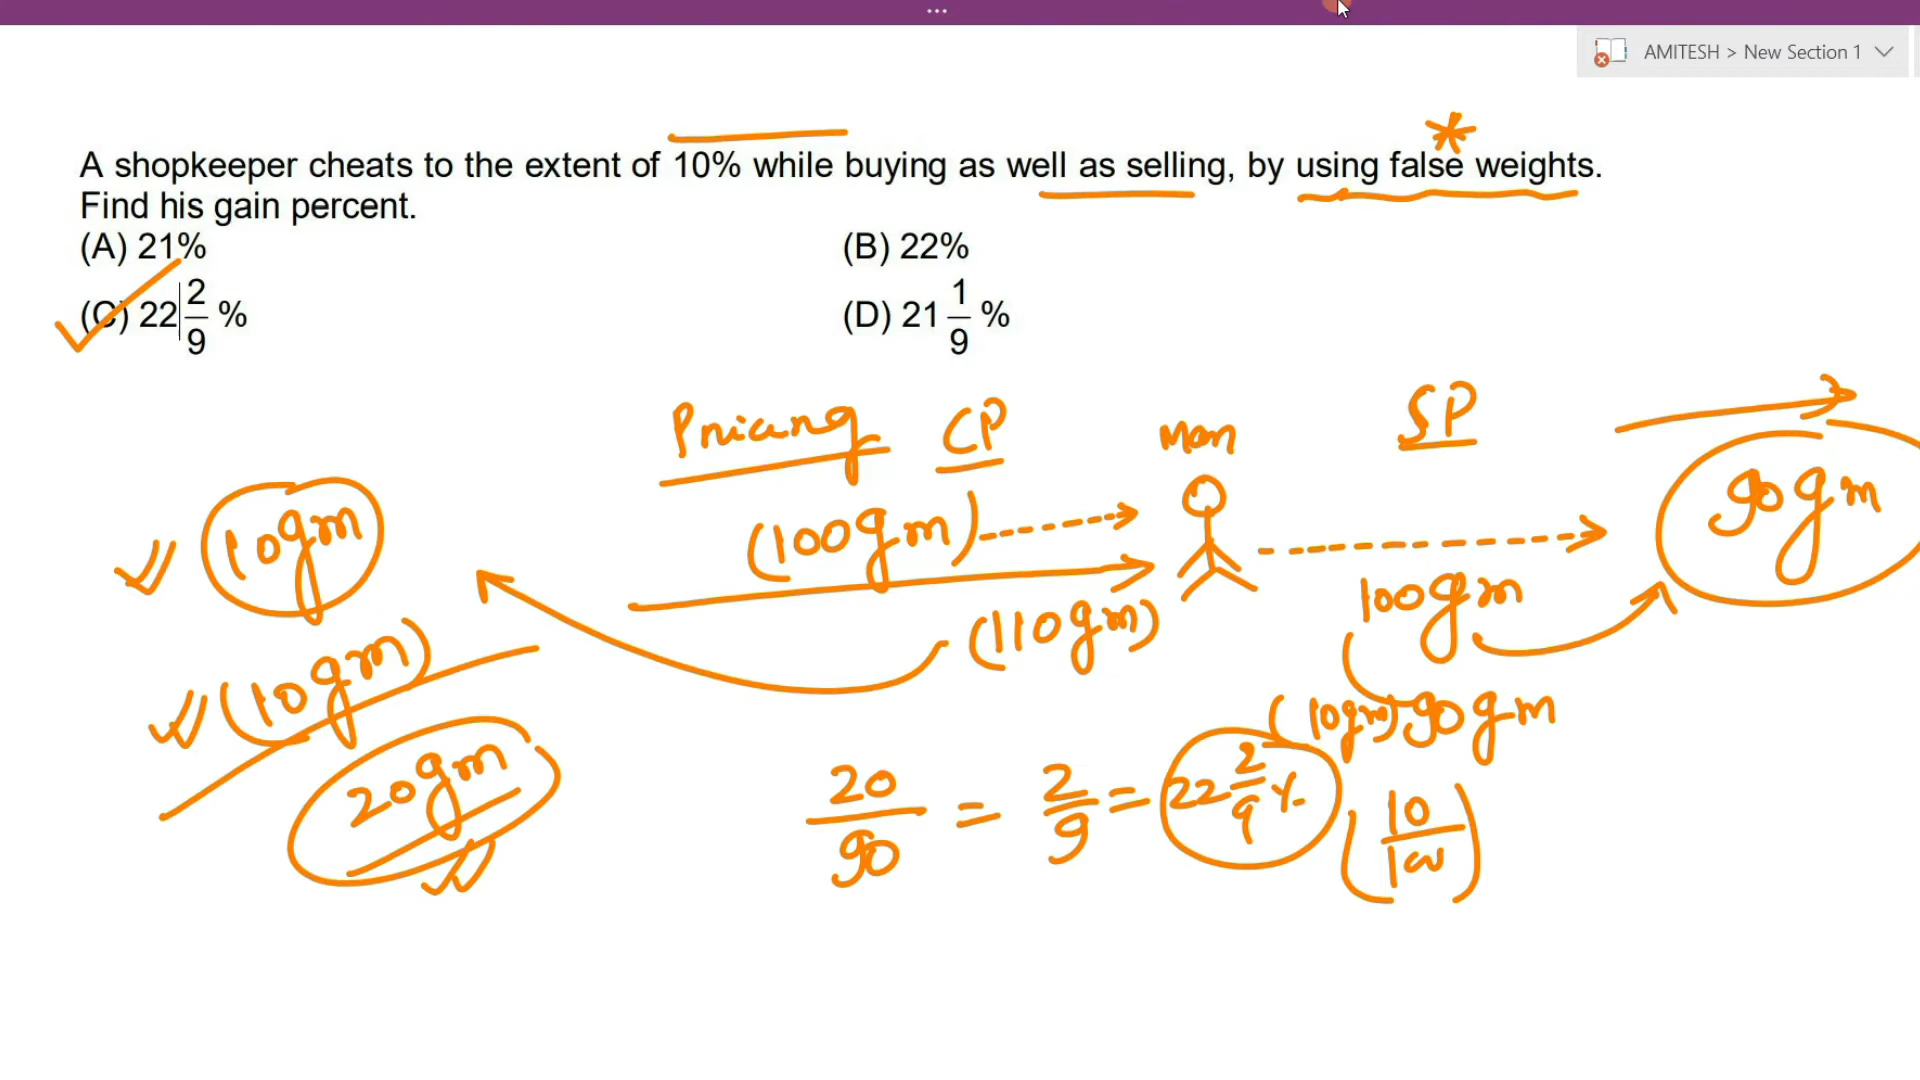 ...
AMITESH > New Section 1
A shopkeeper cheats to the extent of 10% while buying as well as selling, by using false weights.
Find his gain percent.
(A) 21%
(B) 22%
(C) 22 2/9 %
(D) 21 1/9 %
Pricing CP
Man
SP
10gm
(100gm)
90gm
(110gm)
100gm
(10gm)
(10gm) 90gm
20gm
20/90 = 2/9 = 22 2/9 %
(10/100)